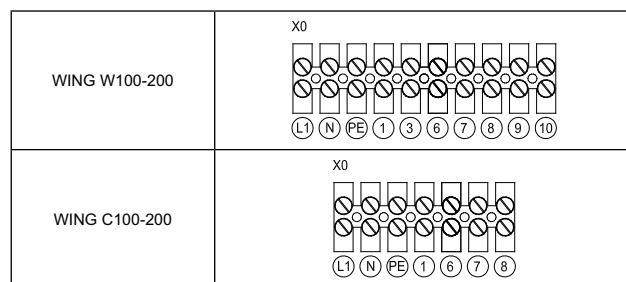 X0
WING W100-200
L1 N PE 1 3 6 7 8 9 10
X0
WING C100-200
L1 N PE 1 6 7 8